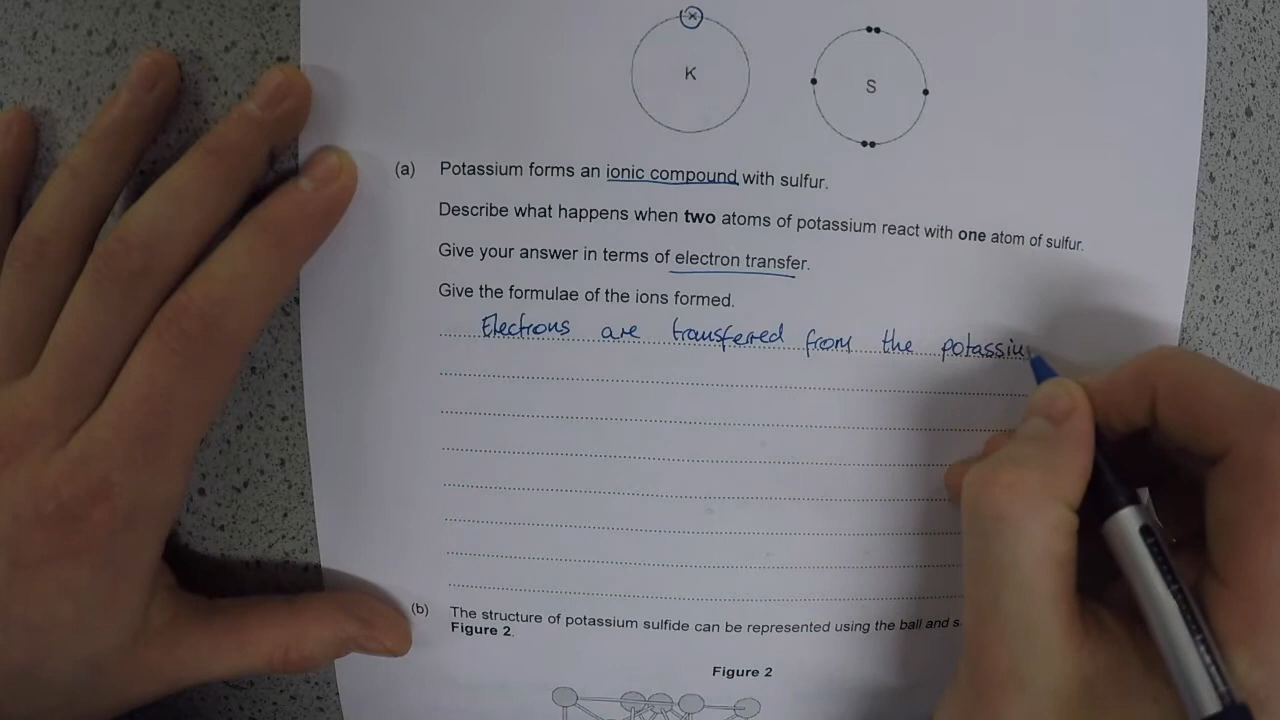 K
S
(a) Potassium forms an ionic compound with sulfur.
Describe what happens when two atoms of potassium react with one atom of sulfur.
Give your answer in terms of electron transfer.
Give the formulae of the ions formed.
Electrons are transferred from the potassiu
(b) The structure of potassium sulfide can be represented using the ball and s
Figure 2.
Figure 2